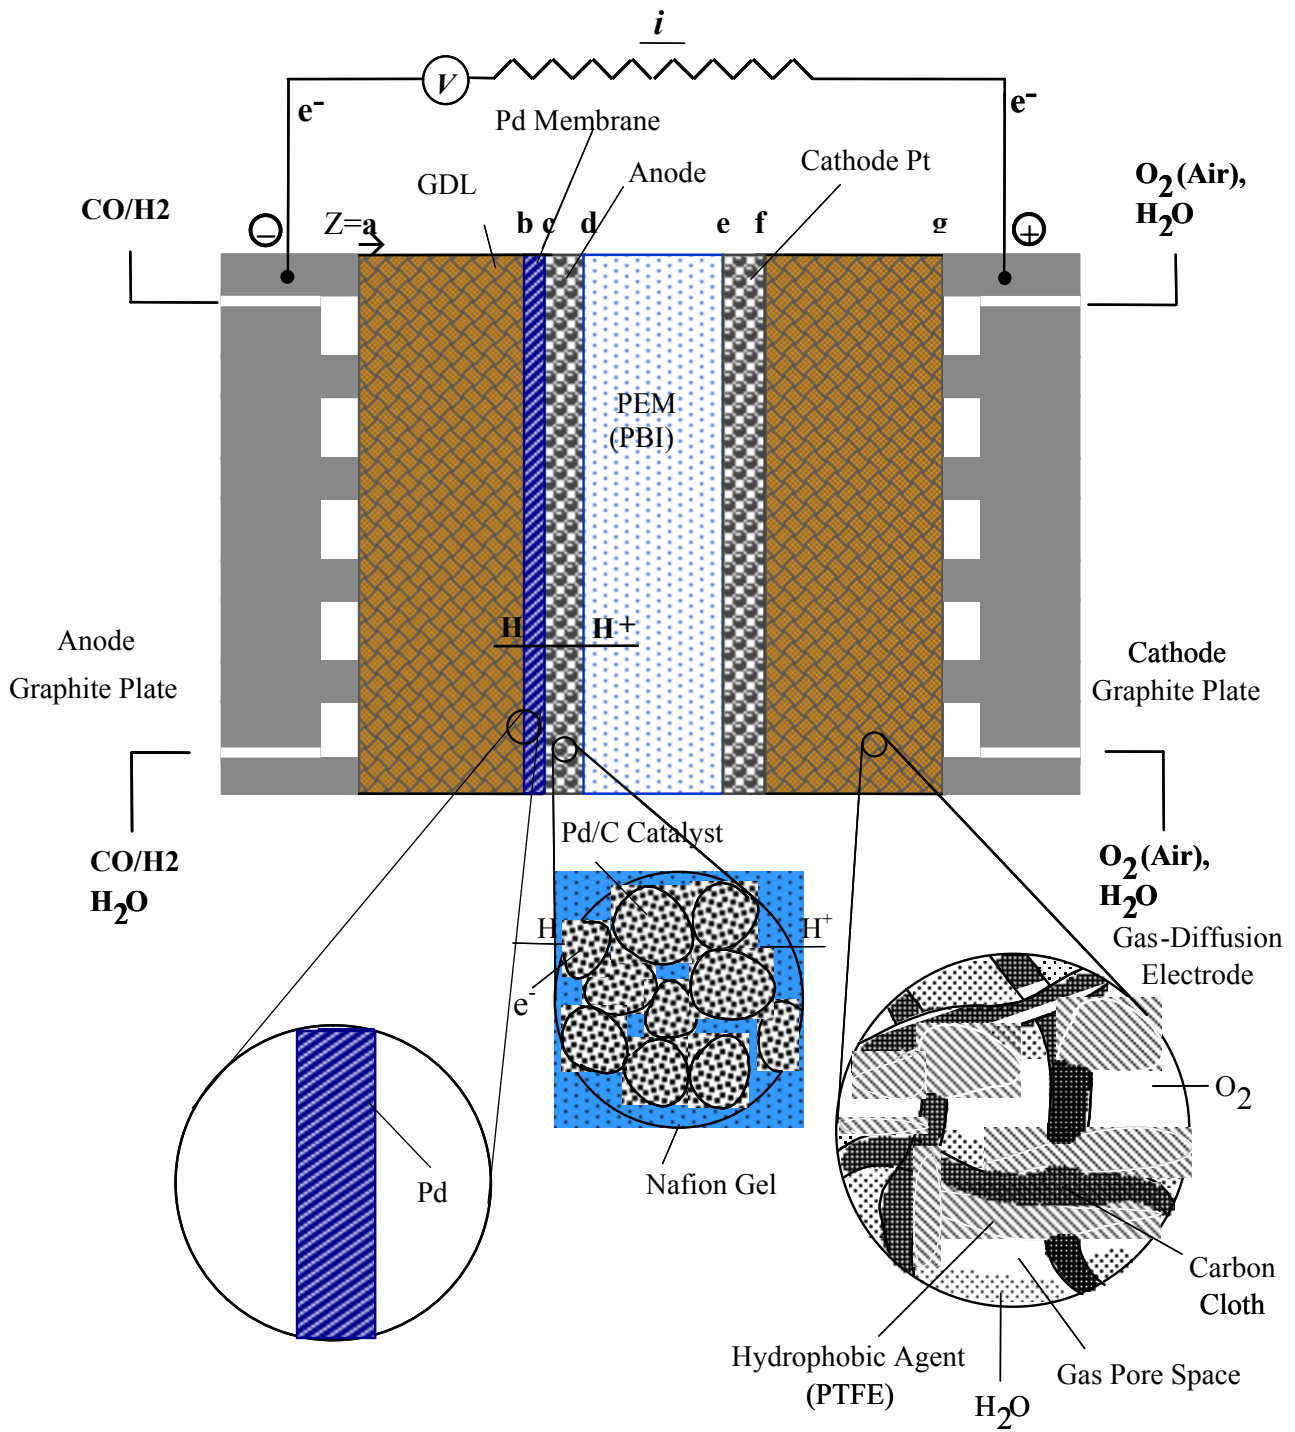 i
V
e-
e-
Pd Membrane
Cathode Pt
O2 (Air),
H2O
GDL
Anode
CO/H2
−
Z=a
b
c
d
e
f
g
+
PEM
(PBI)
H
H+
Anode
Graphite Plate
Cathode
Graphite Plate
Pd/C Catalyst
CO/H2
H2O
O2 (Air),
H2O
H
H+
e-
Gas-Diffusion
Electrode
O2
Pd
Nafion Gel
Carbon
Cloth
Hydrophobic Agent
(PTFE)
Gas Pore Space
H2O